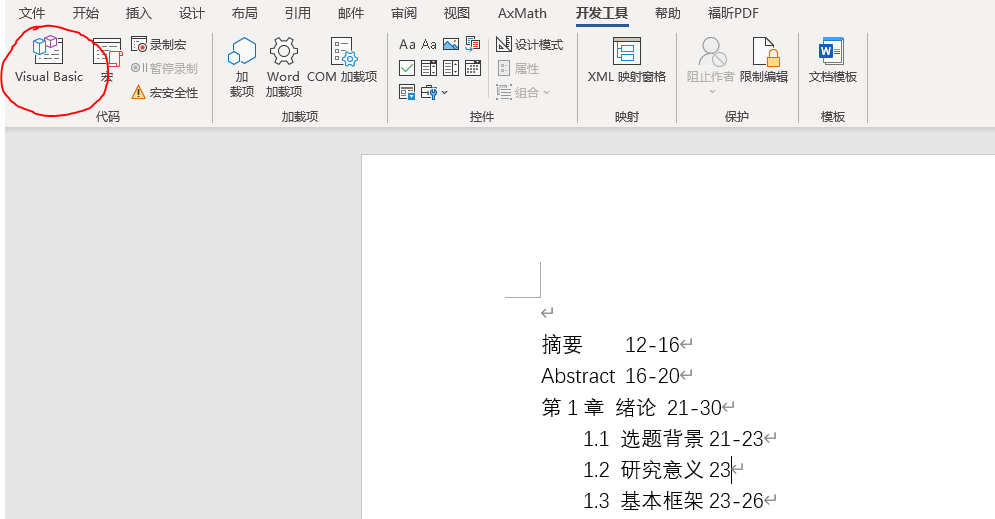 文件 开始 插入 设计 布局 引用 邮件 审阅 视图 AxMath 开发工具 帮助 福昕PDF
Visual Basic
宏
录制宏
暂停录制
宏安全性
代码
加
载项
Word
加载项
COM 加载项
加载项
Aa Aa
设计模式
属性
组合
控件
XML 映射窗格
映射
阻止作者
限制编辑
保护
文档模板
模板
摘要 12-16
Abstract 16-20
第 1 章 绪论 21-30
1.1 选题背景 21-23
1.2 研究意义 23
1.3 基本框架 23-26